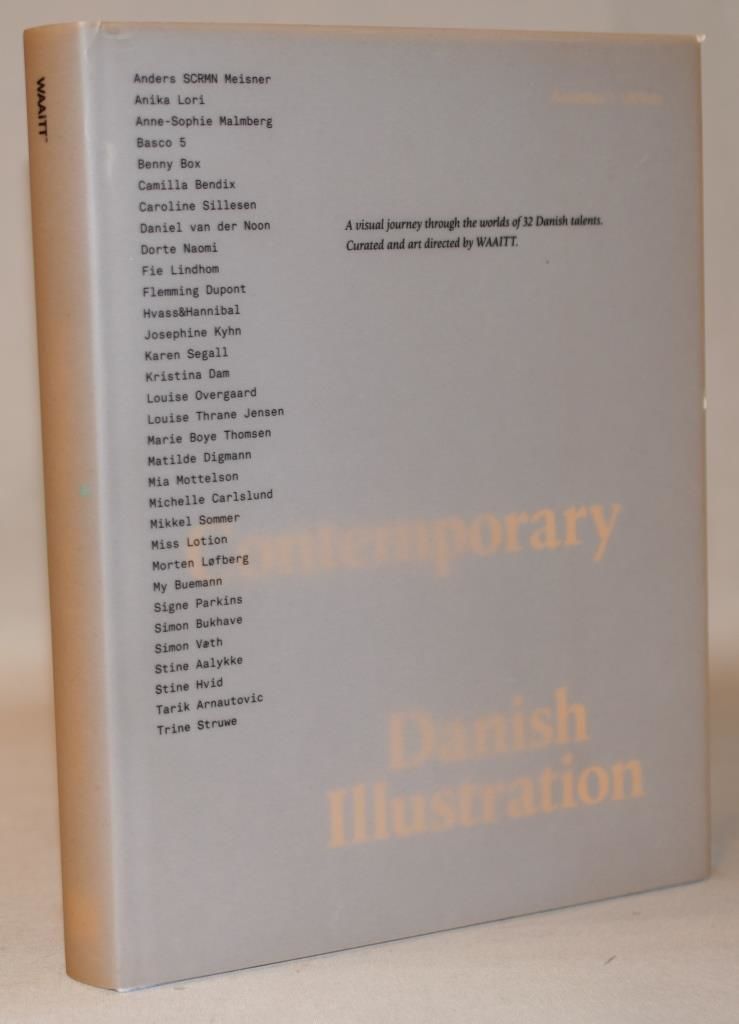 WAAITT™
Anders SCRMN Meisner
Anika Lori
Anne-Sophie Malmberg
Basco 5
Benny Box
Camilla Bendix
Caroline Sillesen
Daniel van der Noon
Dorte Naomi
Fie Lindhom
Flemming Dupont
Hvass&Hannibal
Josephine Kyhn
Karen Segall
Kristina Dam
Louise Overgaard
Louise Thrane Jensen
Marie Boye Thomsen
Matilde Digmann
Mia Mottelson
Michelle Carlslund
Mikkel Sommer
Miss Lotion
Morten Løfberg
My Buemann
Signe Parkins
Simon Bukhave
Simon Væth
Stine Aalykke
Stine Hvid
Tarik Arnautovic
Trine Struwe
A visual journey through the worlds of 32 Danish talents.
Curated and art directed by WAAITT.
Contemporary
Danish
Illustration